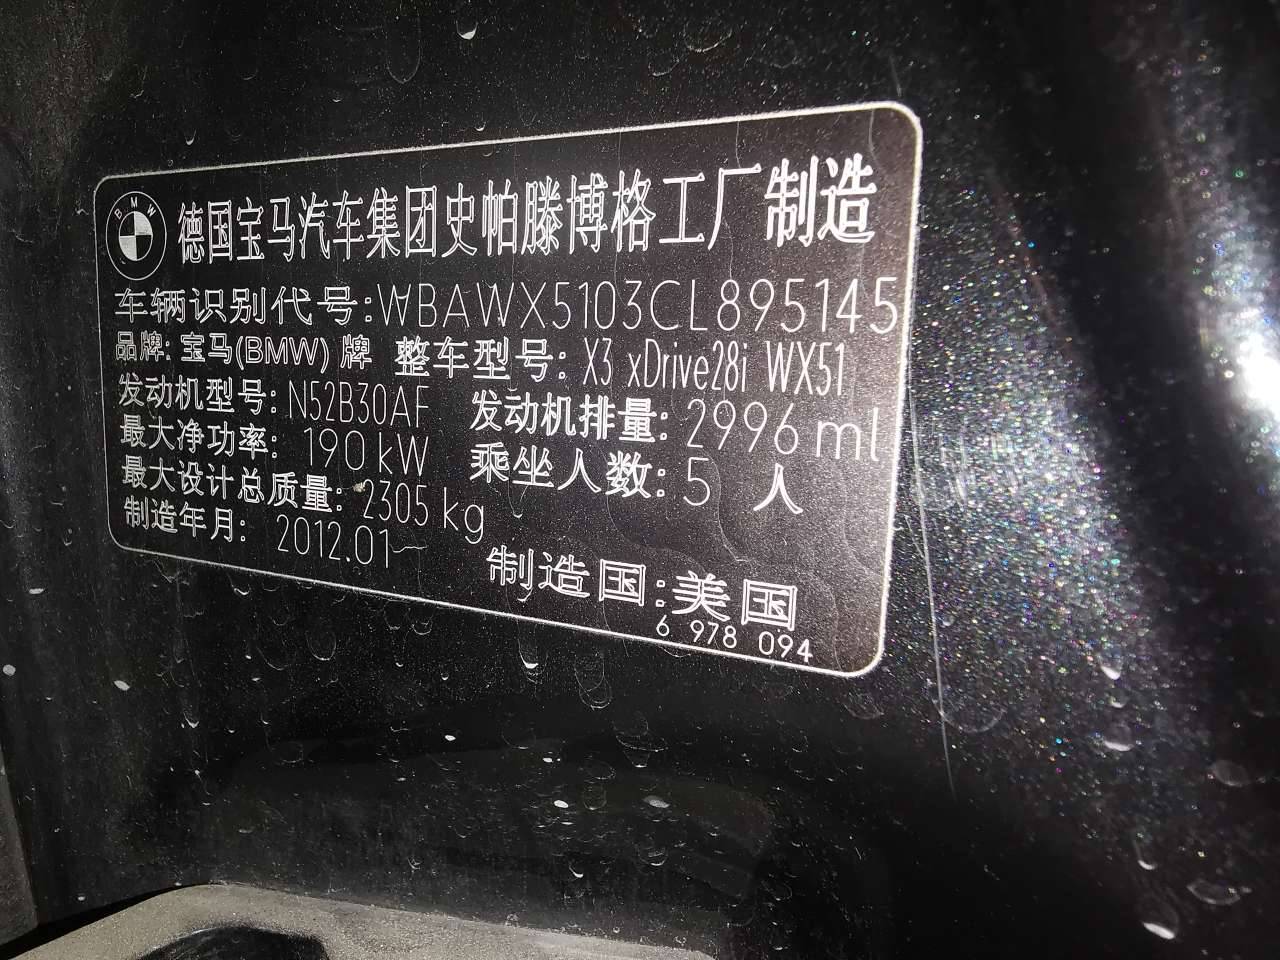 BMW
德国宝马汽车集团史帕滕博格工厂制造
车辆识别代号:WBAWX5103CL895145
品牌: 宝马(BMW) 牌 整车型号: X3 xDrive28i WX51
发动机型号: N52B30AF 发动机排量: 2996 ml
最大净功率: 190 kW 乘坐人数: 5 人
最大设计总质量: 2305 kg
制造年月: 2012.01
制造国:美国
6 978 094